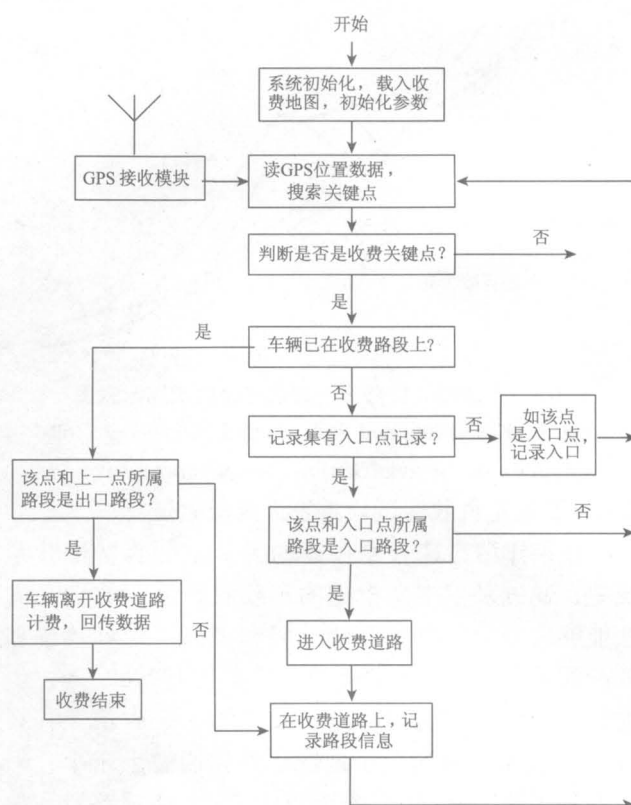 开始
系统初始化，载入收
费地图，初始化参数
GPS 接收模块
读GPS位置数据，
搜索关键点
判断是否是收费关键点？
否
是
是
车辆已在收费路段上？
否
记录集有入口点记录？
否
如该点
是入口点，
记录入口
该点和上一点所属
路段是出口路段？
是
该点和入口点所属
路段是入口路段？
否
是
车辆离开收费道路
计费，回传数据
否
是
进入收费道路
收费结束
在收费道路上，记
录路段信息